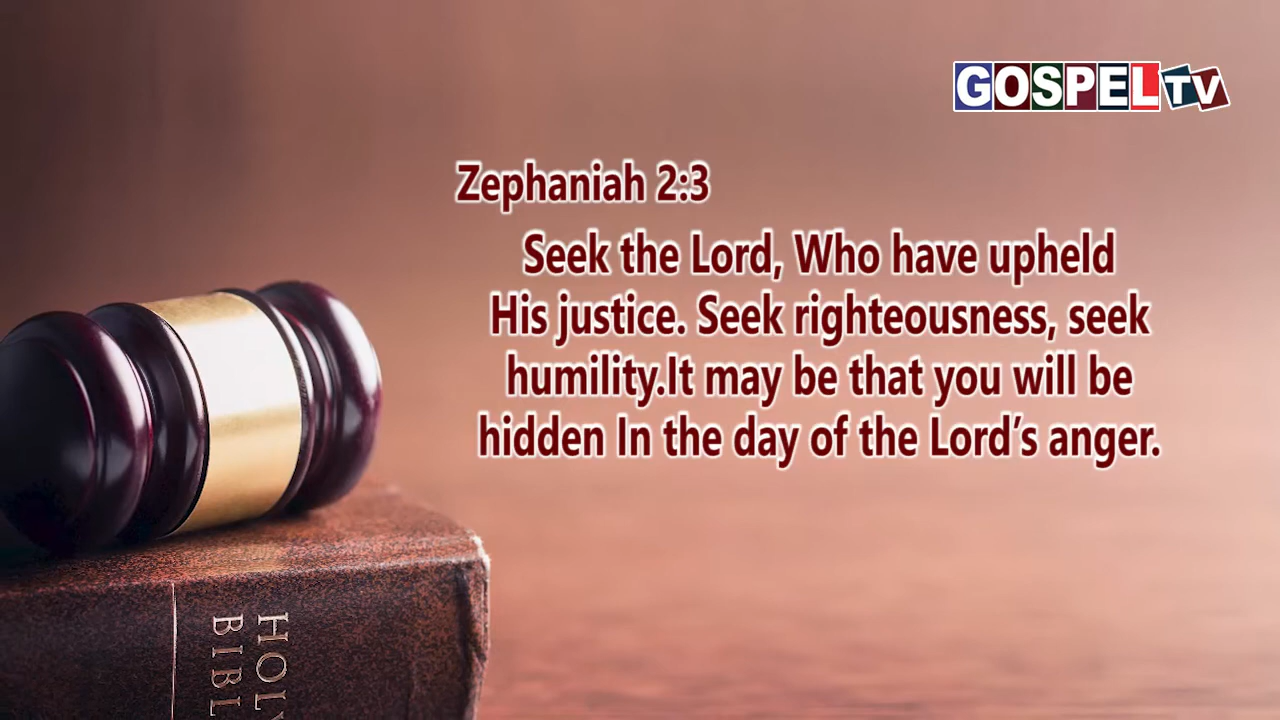 GOSPEL TV
Zephaniah 2:3
Seek the Lord, Who have upheld
His justice. Seek righteousness, seek
humility.It may be that you will be
hidden In the day of the Lord’s anger.
HOLY
BIBL